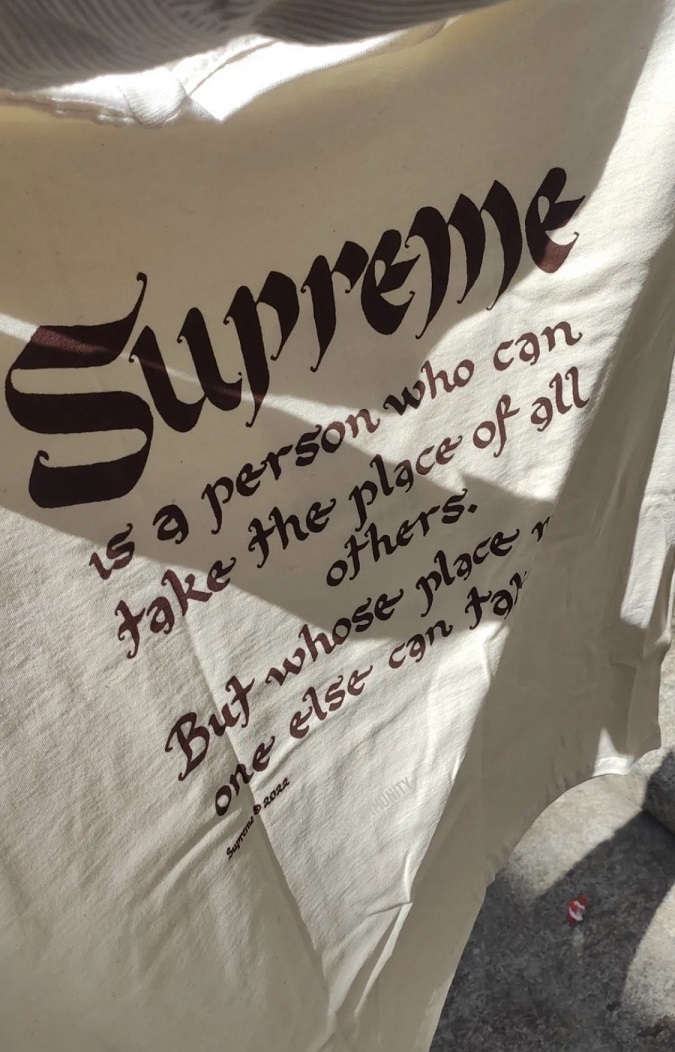 Supreme
is a person who can
take the place of all
others.
But whose place
one else can
Supreme © 2022